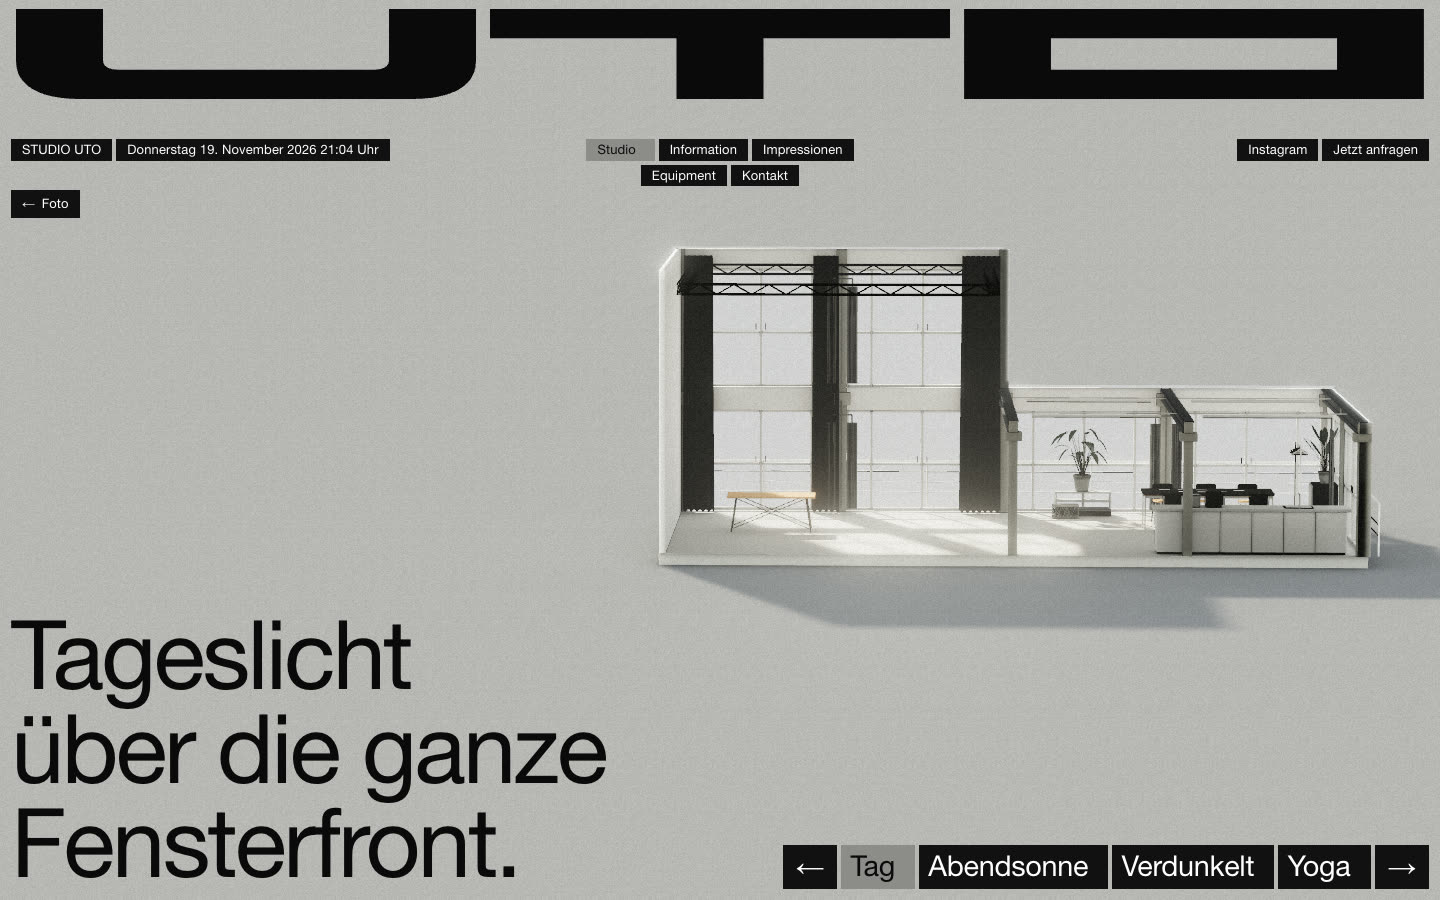 UTO
STUDIO UTO Donnerstag 19. November 2026 21:04 Uhr
Studio Information Impressionen
Equipment Kontakt
Instagram Jetzt anfragen
← Foto
Tageslicht
über die ganze
Fensterfront.
← Tag Abendsonne Verdunkelt Yoga →